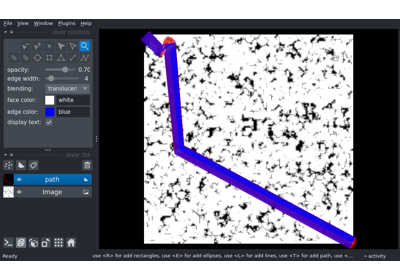 File View Window Plugins Help
layer controls
opacity: 0.70
edge width: 4
blending: translucen
face color: white
edge color: blue
display text:
layer list
path
Image
Ready
use <R> for add rectangles, use <E> for add ellipses, use <L> for add lines, use <T> for add path, use <...
activity